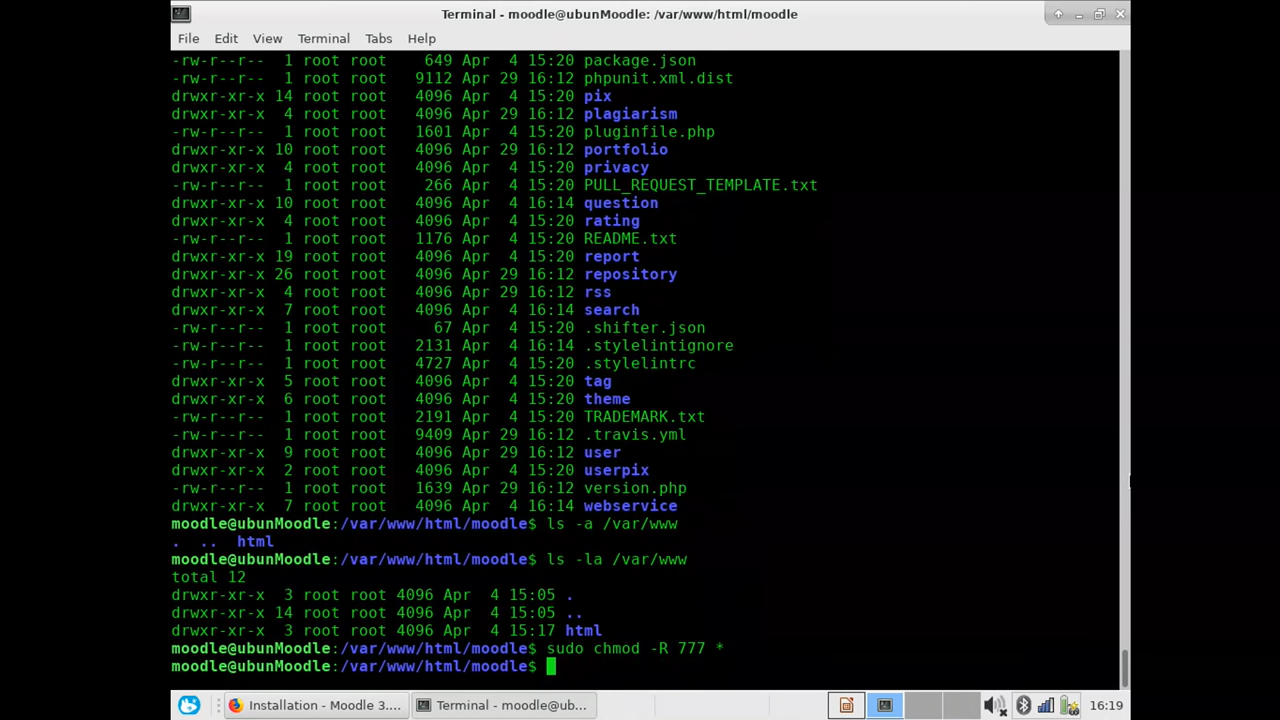 Terminal - moodle@ubunMoodle: /var/www/html/moodle
File Edit View Terminal Tabs Help
-rw-r--r-- 1 root root 649 Apr 4 15:20 package.json
-rw-r--r-- 1 root root 9112 Apr 29 16:12 phpunit.xml.dist
drwxr-xr-x 14 root root 4096 Apr 4 15:20 pix
drwxr-xr-x 4 root root 4096 Apr 29 16:12 plagiarism
-rw-r--r-- 1 root root 1601 Apr 4 15:20 pluginfile.php
drwxr-xr-x 10 root root 4096 Apr 29 16:12 portfolio
drwxr-xr-x 4 root root 4096 Apr 4 15:20 privacy
-rw-r--r-- 1 root root 266 Apr 4 15:20 PULL_REQUEST_TEMPLATE.txt
drwxr-xr-x 10 root root 4096 Apr 4 16:14 question
drwxr-xr-x 4 root root 4096 Apr 4 15:20 rating
-rw-r--r-- 1 root root 1176 Apr 4 15:20 README.txt
drwxr-xr-x 19 root root 4096 Apr 4 15:20 report
drwxr-xr-x 26 root root 4096 Apr 29 16:12 repository
drwxr-xr-x 4 root root 4096 Apr 29 16:12 rss
drwxr-xr-x 7 root root 4096 Apr 4 16:14 search
-rw-r--r-- 1 root root 67 Apr 4 15:20 .shifter.json
-rw-r--r-- 1 root root 2131 Apr 4 15:20 .stylelintignore
-rw-r--r-- 1 root root 4727 Apr 4 15:20 .stylelintrc
drwxr-xr-x 5 root root 4096 Apr 4 15:20 tag
drwxr-xr-x 6 root root 4096 Apr 4 15:20 theme
-rw-r--r-- 1 root root 2191 Apr 4 15:20 TRADEMARK.txt
-rw-r--r-- 1 root root 9409 Apr 29 16:12 .travis.yml
drwxr-xr-x 9 root root 4096 Apr 29 16:12 user
drwxr-xr-x 2 root root 4096 Apr 4 15:20 userpix
-rw-r--r-- 1 root root 1639 Apr 29 16:12 version.php
drwxr-xr-x 7 root root 4096 Apr 4 16:14 webservice
moodle@ubunMoodle:/var/www/html/moodle$ ls -a /var/www
. .. html
moodle@ubunMoodle:/var/www/html/moodle$ ls -la /var/www
total 12
drwxr-xr-x 3 root root 4096 Apr 4 15:05 .
drwxr-xr-x 14 root root 4096 Apr 4 15:05 ..
drwxr-xr-x 3 root root 4096 Apr 4 15:17 html
moodle@ubunMoodle:/var/www/html/moodle$ sudo chmod -R 777 *
moodle@ubunMoodle:/var/www/html/moodle$
Installation - Moodle 3.... Terminal - moodle@ub... 16:19